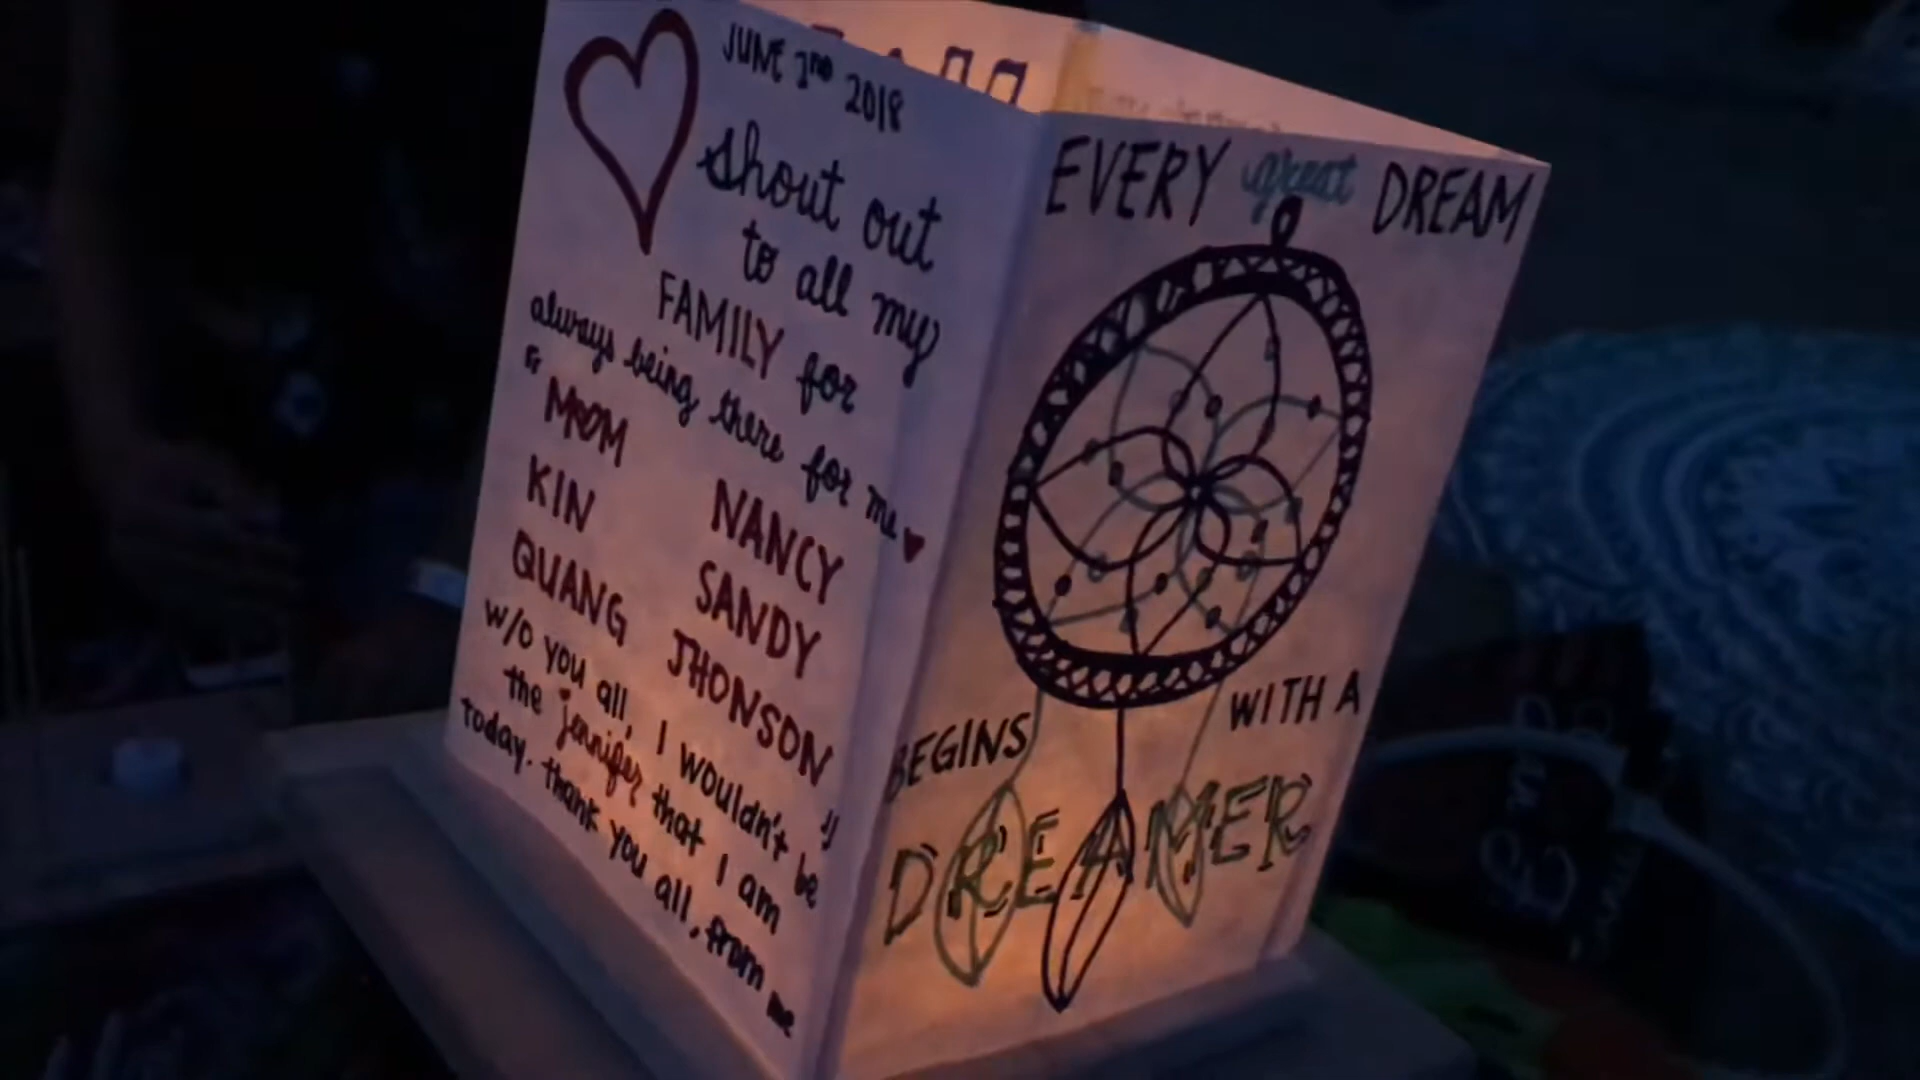 JUNE 2ND 2018
shout out
to all my
FAMILY for
always being there for me
MOM
KIN
QUANG
NANCY
SANDY
JHONSON
w/o you all, I wouldn't be
the jennifer that I am
today. thank you all, from me
EVERY great DREAM
BEGINS WITH A
DREAMER